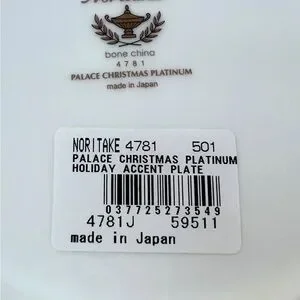 bone china
4781
PALACE CHRISTMAS PLATINUM
made in Japan
NORITAKE 4781 501
PALACE CHRISTMAS PLATINUM
HOLIDAY ACCENT PLATE
037725273549
4781J 59511
made in Japan